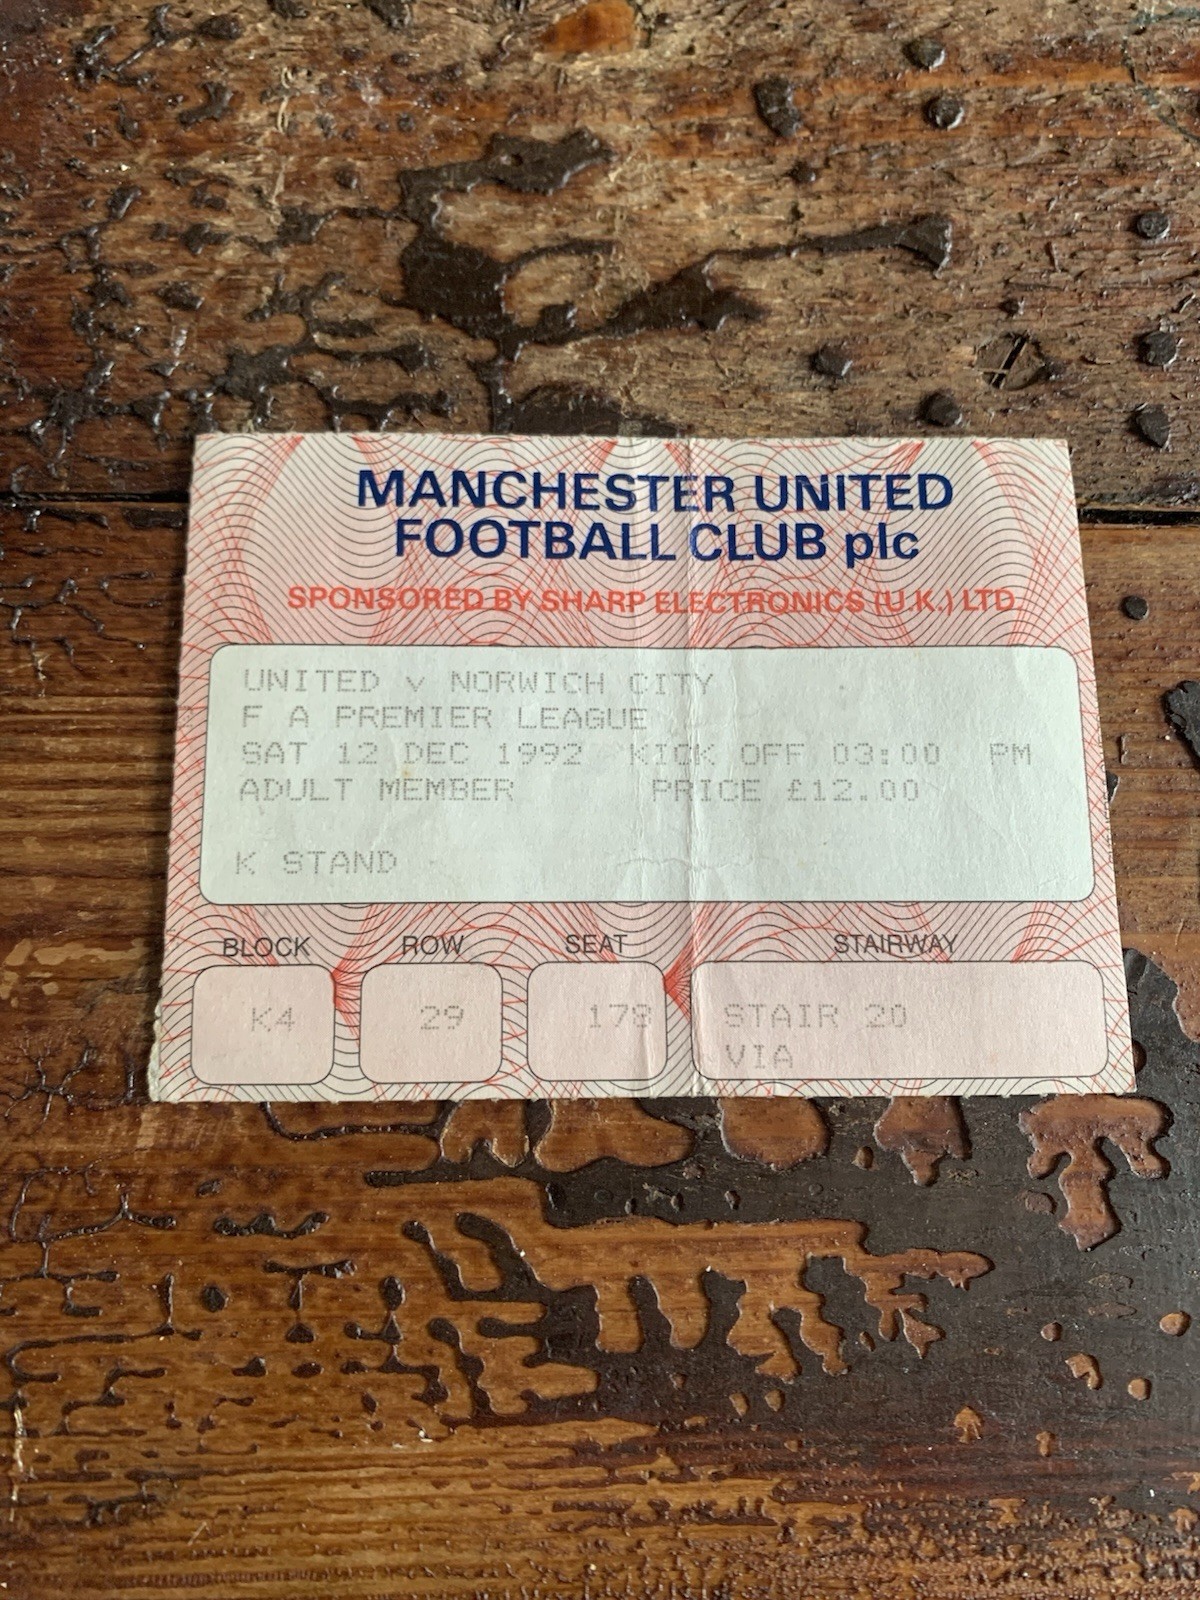 MANCHESTER UNITED
FOOTBALL CLUB plc
SPONSORED BY SHARP ELECTRONICS (U.K.) LTD.
UNITED v NORWICH CITY
F A PREMIER LEAGUE
SAT 12 DEC 1992 KICK OFF 03:00 PM
ADULT MEMBER PRICE £12.00
K STAND
BLOCK ROW SEAT STAIRWAY
K4 29 178 STAIR 20
VIA